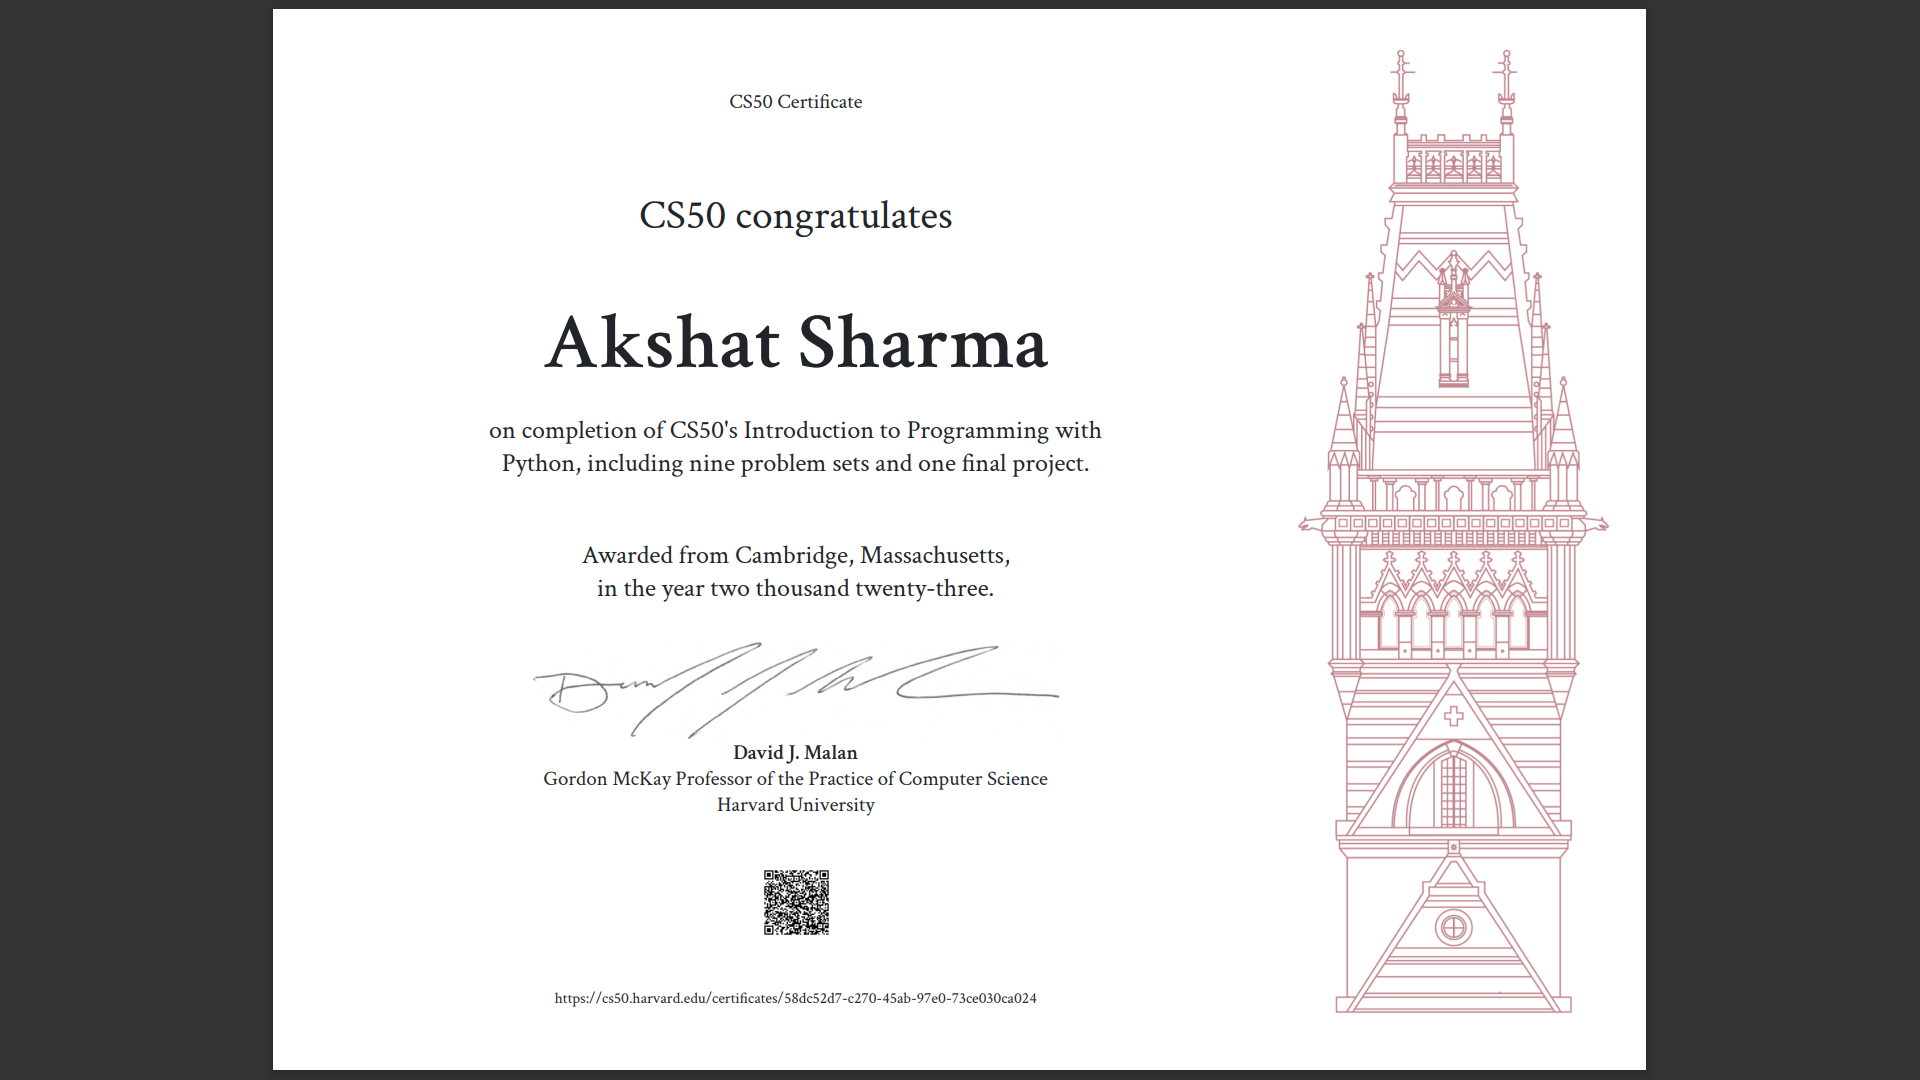 CS50 Certificate
CS50 congratulates
Akshat Sharma
on completion of CS50's Introduction to Programming with
Python, including nine problem sets and one final project.
Awarded from Cambridge, Massachusetts,
in the year two thousand twenty-three.
David J. Malan
Gordon McKay Professor of the Practice of Computer Science
Harvard University
https://cs50.harvard.edu/certificates/58dc52d7-c270-45ab-97e0-73ce030ca024